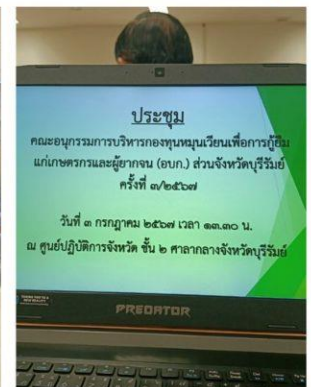 ประชุม
คณะอนุกรรมการบริหารกองทุนหมุนเวียนเพื่อการกู้ยืม
แก่เกษตรกรและผู้ยากจน (อบก.) ส่วนจังหวัดบุรีรัมย์
ครั้งที่ ๓/๒๕๖๗
วันที่ ๓ กรกฎาคม ๒๕๖๗ เวลา ๑๓.๓๐ น.
ณ ศูนย์ปฏิบัติการจังหวัด ชั้น ๒ ศาลากลางจังหวัดบุรีรัมย์
PREDATOR